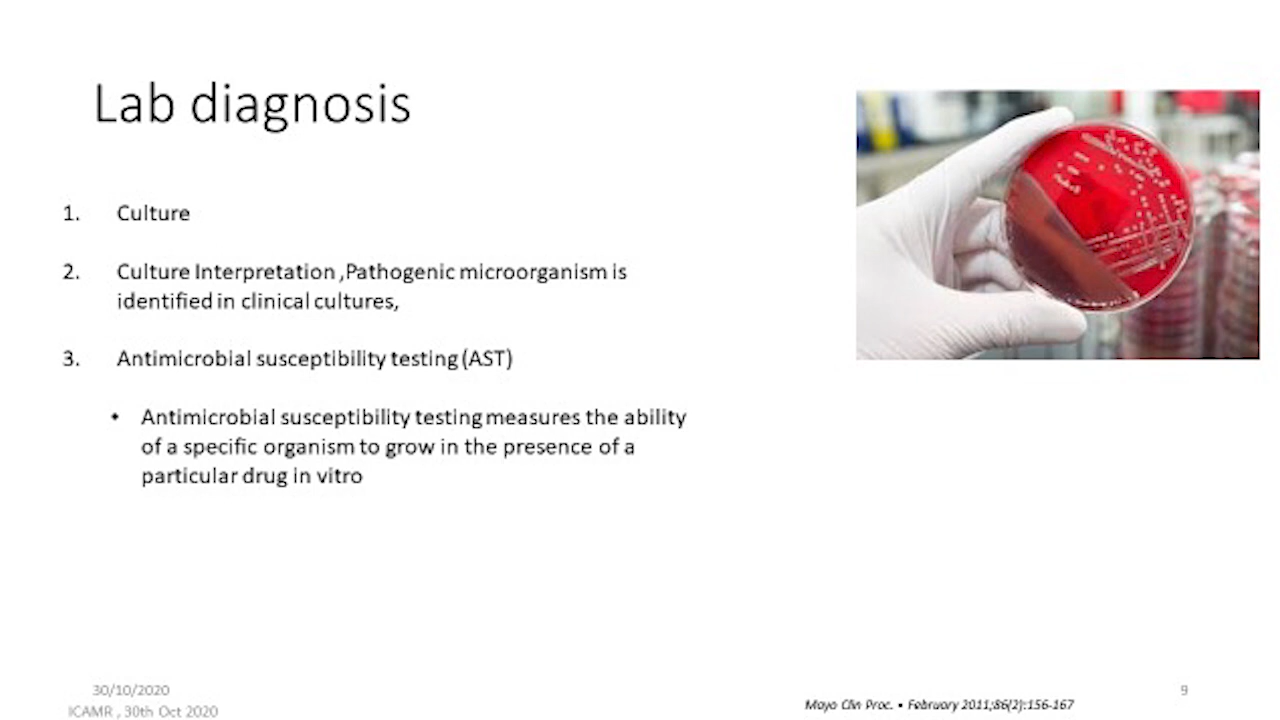 Lab diagnosis
1. Culture
2. Culture Interpretation ,Pathogenic microorganism is
identified in clinical cultures,
3. Antimicrobial susceptibility testing (AST)
• Antimicrobial susceptibility testing measures the ability
of a specific organism to grow in the presence of a
particular drug in vitro
30/10/2020
ICAMR , 30th Oct 2020
Mayo Clin Proc. • February 2011;86(2):156-167
9